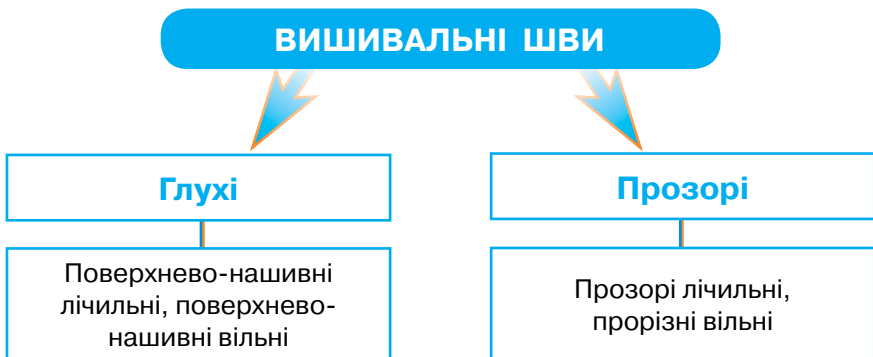 ВИШИВАЛЬНІ ШВИ
Глухі
Прозорі
Поверхнево-нашивні
лічильні, поверхнево-
нашивні вільні
Прозорі лічильні,
прорізні вільні